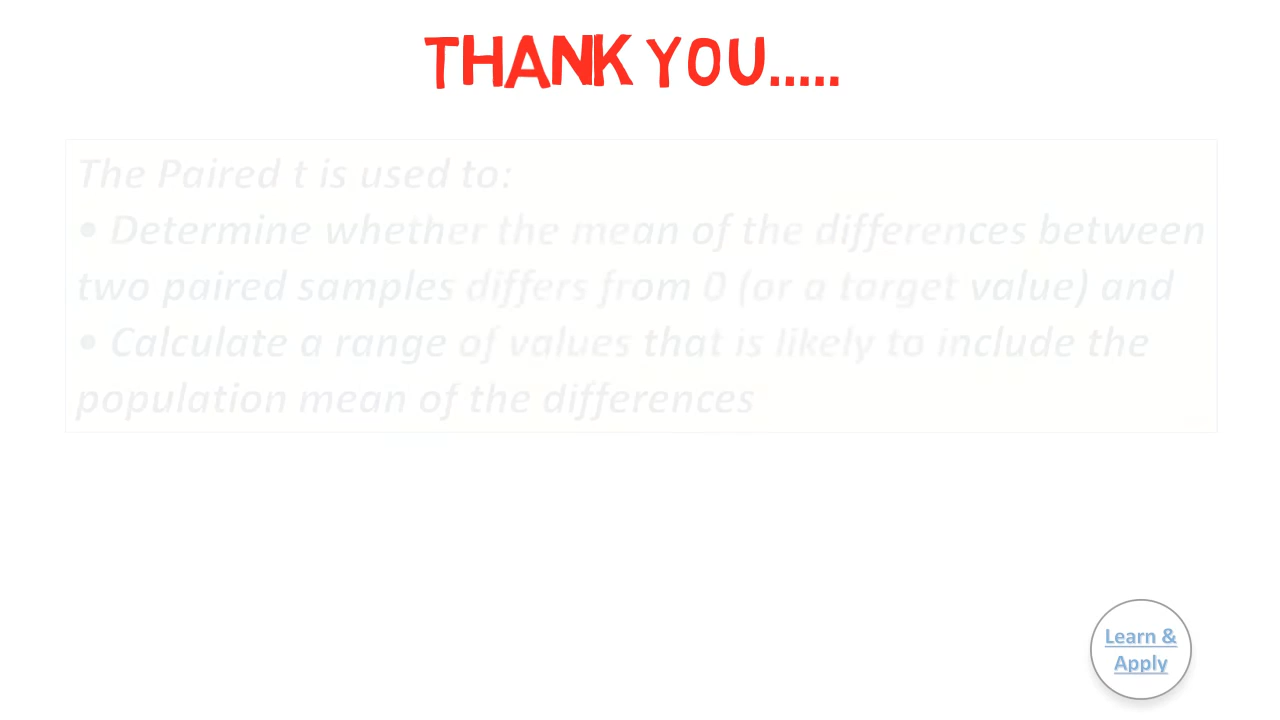 THANK YOU.....
The Paired t is used to:
• Determine whether the mean of the differences between
two paired samples differs from 0 (or a target value) and
• Calculate a range of values that is likely to include the
population mean of the differences
Learn &
Apply